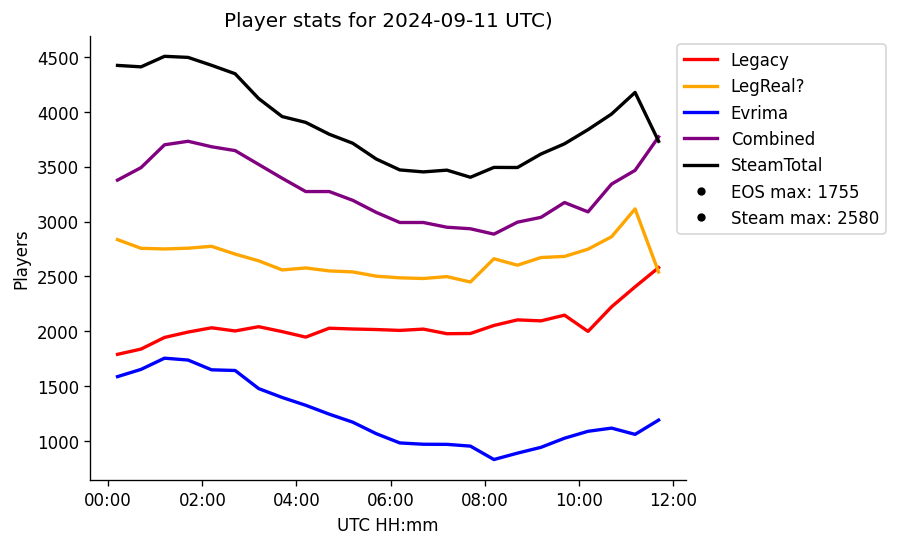 Player stats for 2024-09-11 UTC)
Legacy
LegReal?
Evrima
Combined
SteamTotal
EOS max: 1755
Steam max: 2580
4500
4000
3500
3000
2500
2000
1500
1000
Players
00:00 02:00 04:00 06:00 08:00 10:00 12:00
UTC HH:mm